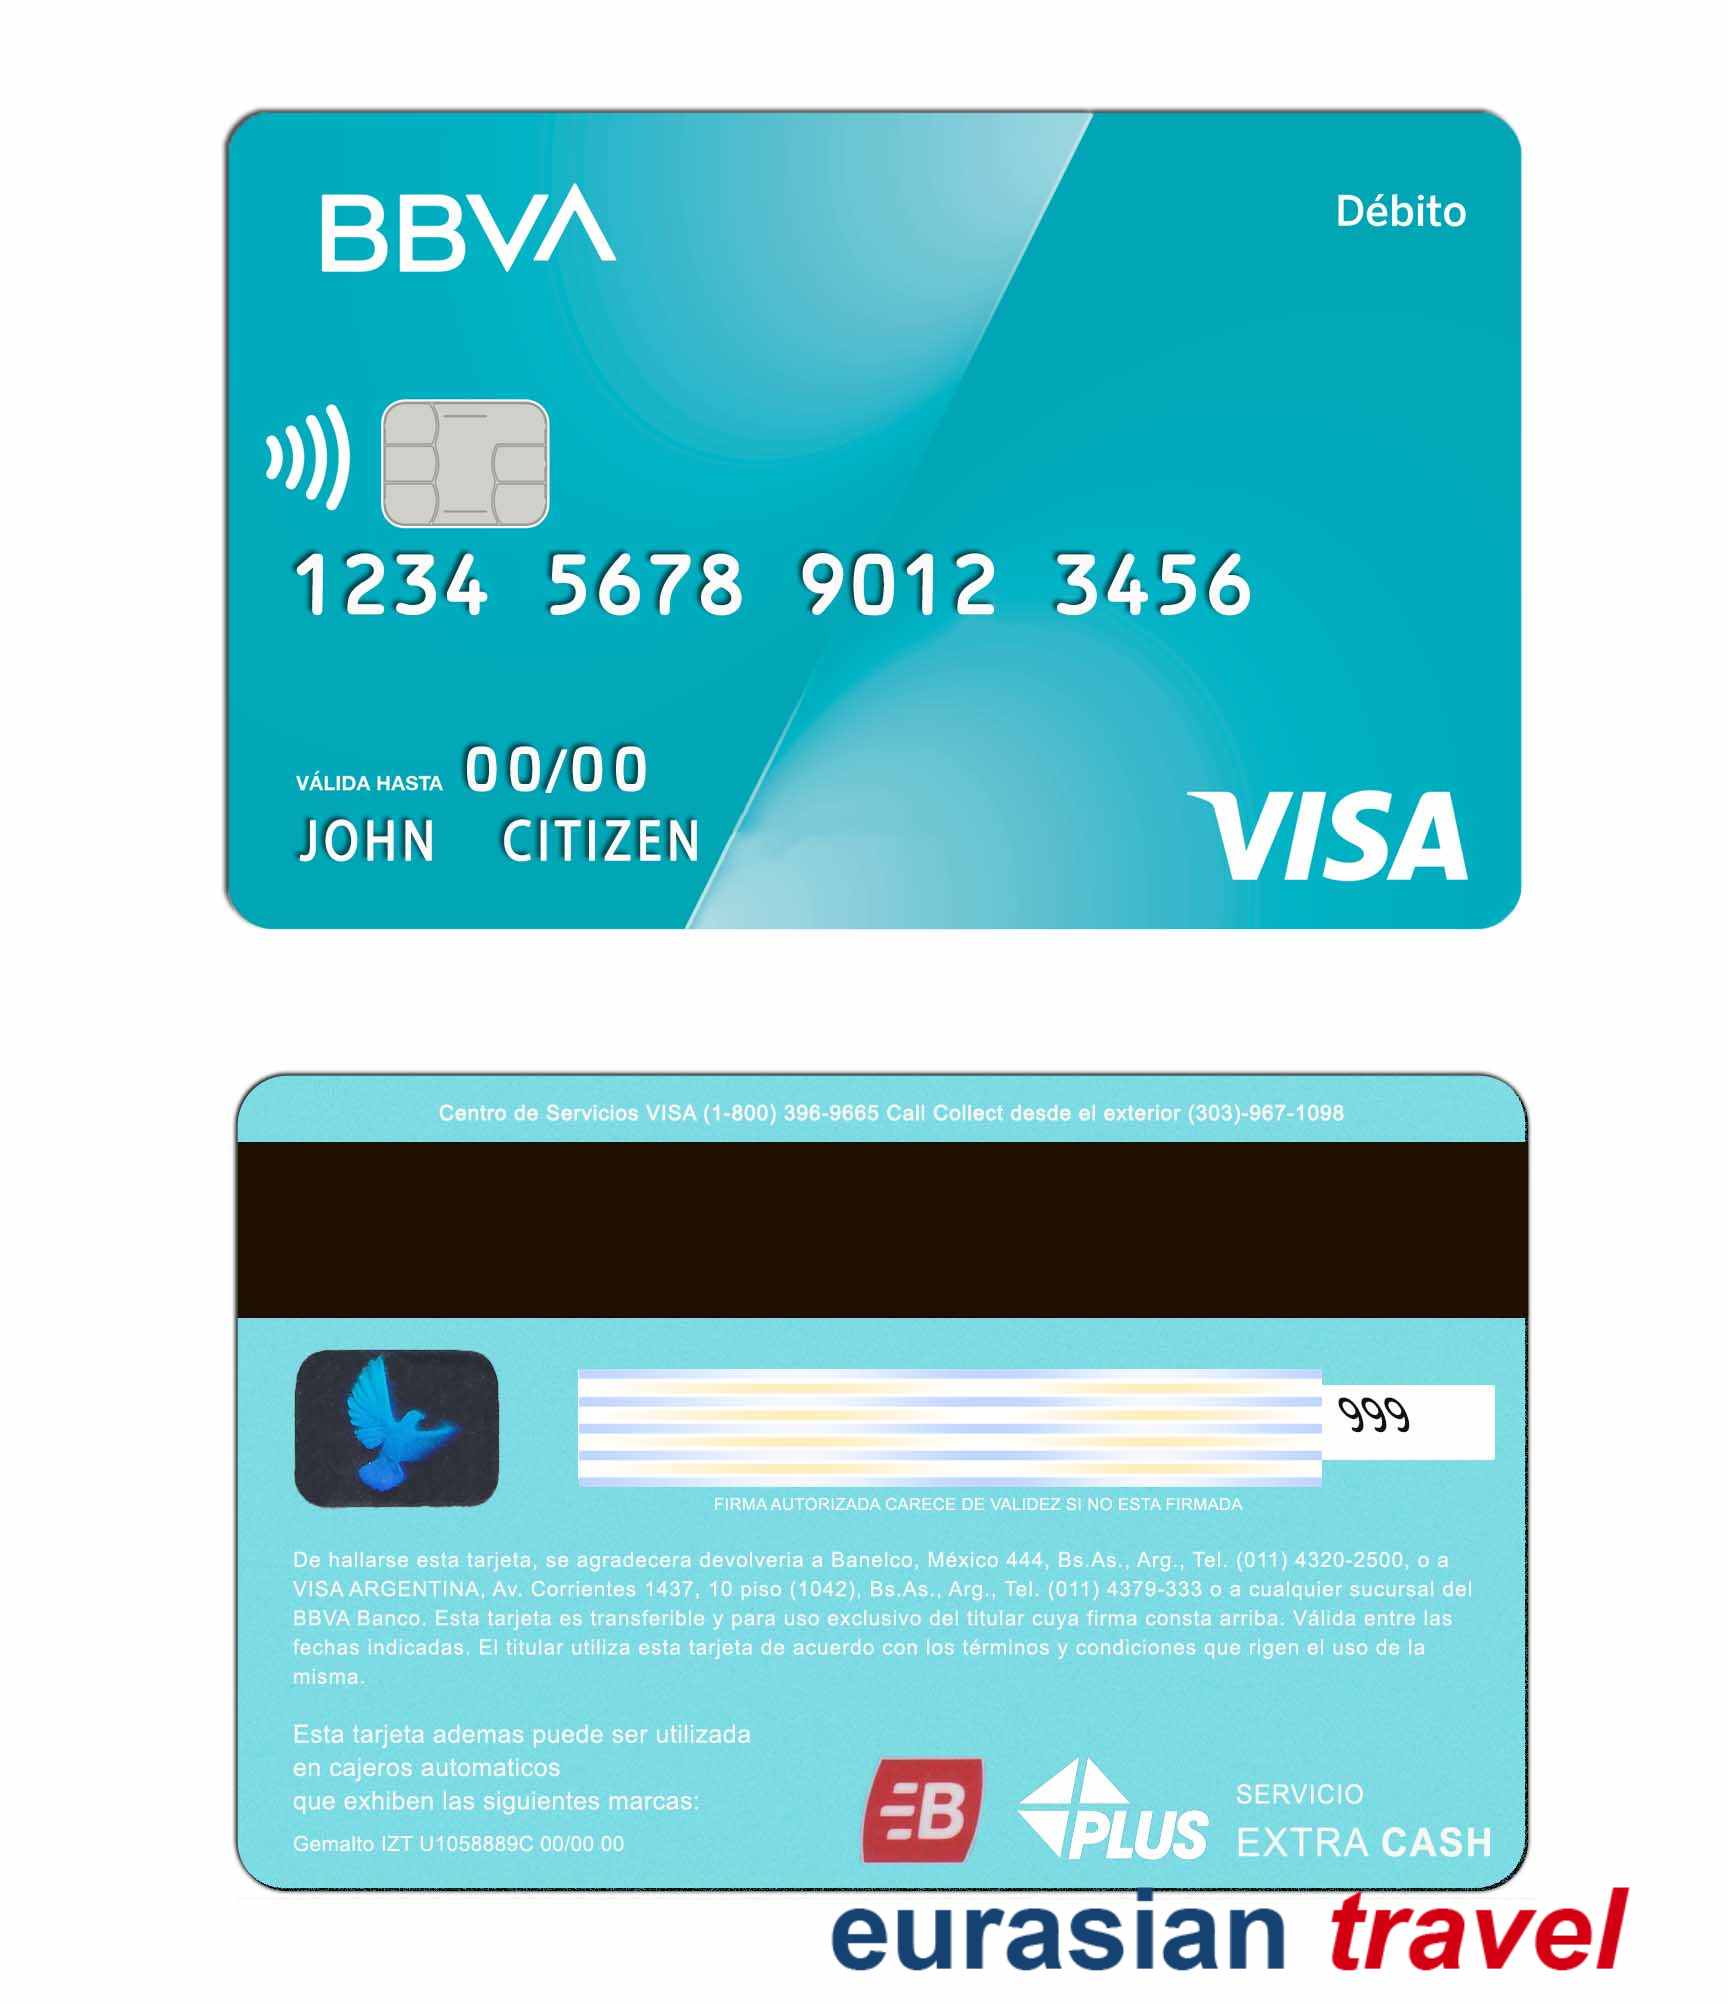 BBVA
Débito
1234 5678 9012 3456
VÁLIDA HASTA 00/00
JOHN CITIZEN
VISA
Centro de Servicios VISA (1-800) 396-9665 Call Collect desde el exterior (303)-967-1098
999
FIRMA AUTORIZADA CARECE DE VALIDEZ SI NO ESTA FIRMADA
De hallarse esta tarjeta, se agradecera devolveria a Banelco, México 444, Bs.As., Arg., Tel. (011) 4320-2500, o a
VISA ARGENTINA, Av. Corrientes 1437, 10 piso (1042), Bs.As., Arg., Tel. (011) 4379-333 o a cualquier sucursal del
BBVA Banco. Esta tarjeta es transferible y para uso exclusivo del titular cuya firma consta arriba. Válida entre las
fechas indicadas. El titular utiliza esta tarjeta de acuerdo con los términos y condiciones que rigen el uso de la
misma.
Esta tarjeta ademas puede ser utilizada
en cajeros automaticos
que exhiben las siguientes marcas:
Gemalto IZT U1058889C 00/00 00
B
PLUS
SERVICIO
EXTRA CASH
eurasian travel